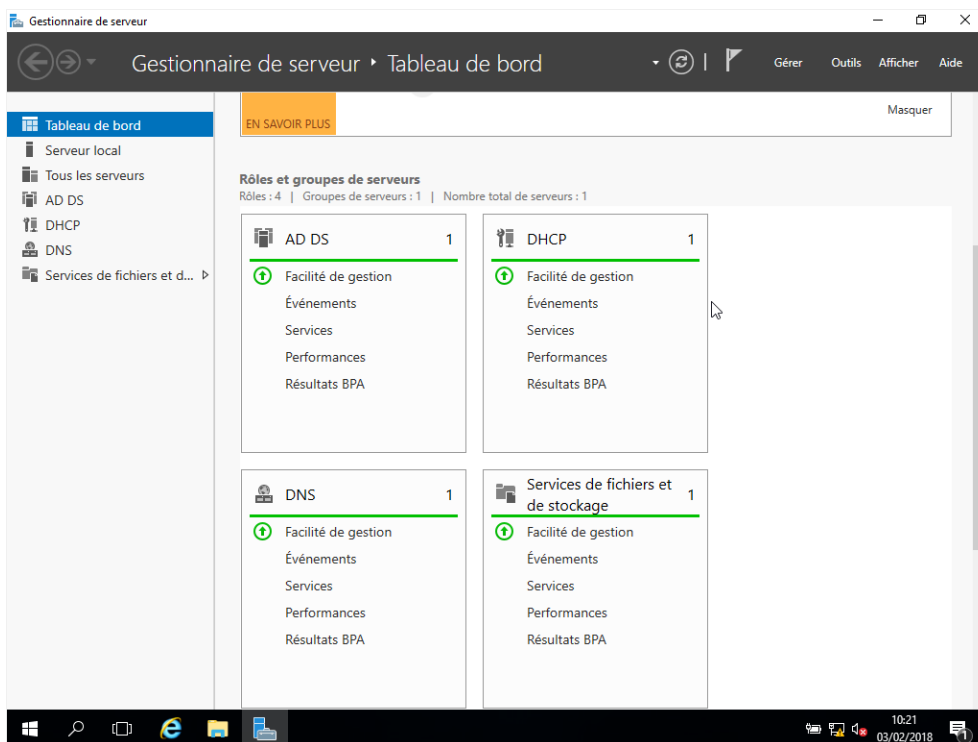 Gestionnaire de serveur
Gestionnaire de serveur ‣ Tableau de bord
Gérer Outils Afficher Aide
EN SAVOIR PLUS
Masquer
Tableau de bord
Serveur local
Tous les serveurs
AD DS
DHCP
DNS
Services de fichiers et d...
Rôles et groupes de serveurs
Rôles : 4 | Groupes de serveurs : 1 | Nombre total de serveurs : 1
AD DS 1
Facilité de gestion
Événements
Services
Performances
Résultats BPA
DHCP 1
Facilité de gestion
Événements
Services
Performances
Résultats BPA
DNS 1
Facilité de gestion
Événements
Services
Performances
Résultats BPA
Services de fichiers et
de stockage 1
Facilité de gestion
Événements
Services
Performances
Résultats BPA
10:21
03/02/2018
1